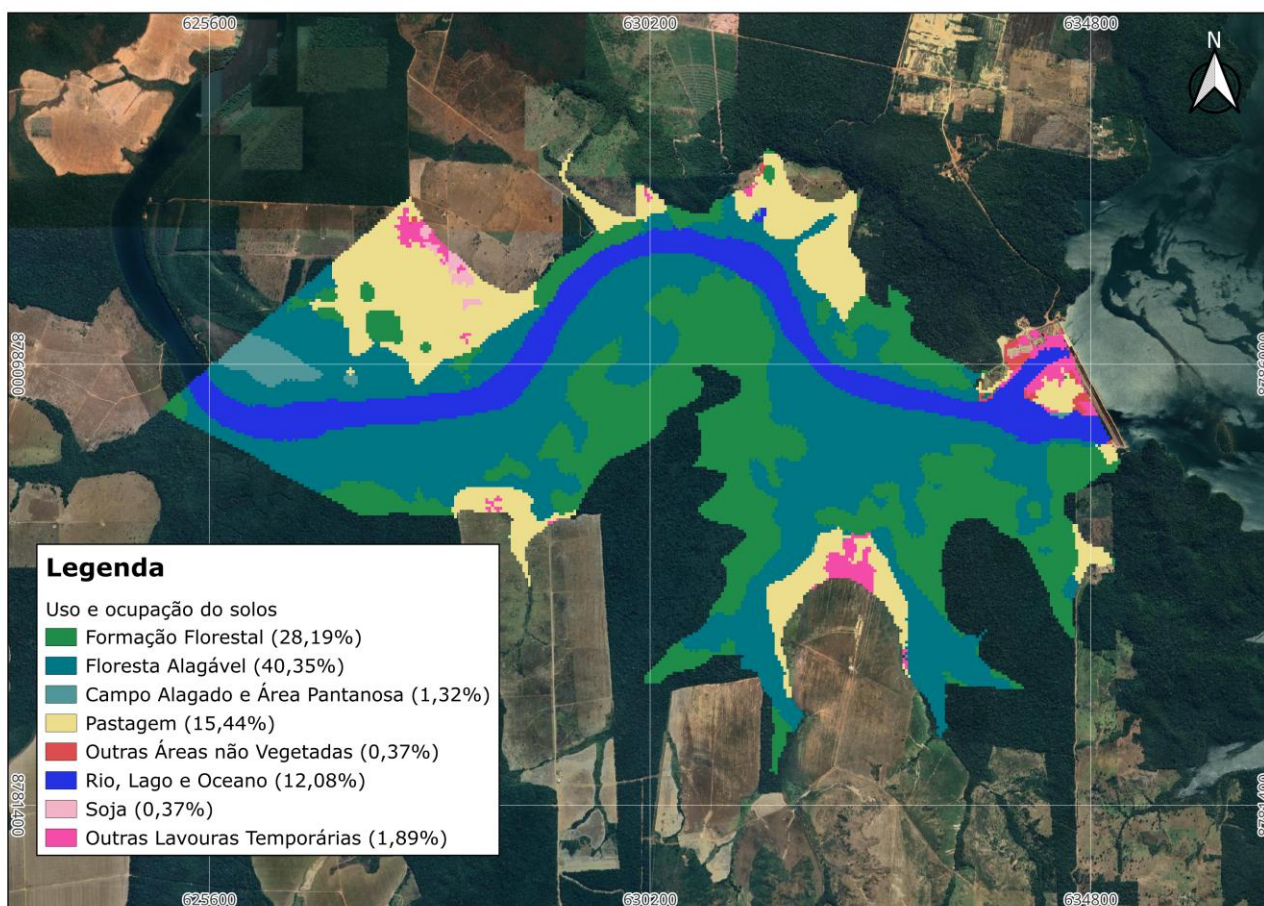 625600
630200
634800
N
8786000
8786000
Legenda
Uso e ocupação do solos
Formação Florestal (28,19%)
Floresta Alagável (40,35%)
Campo Alagado e Área Pantanosa (1,32%)
Pastagem (15,44%)
Outras Áreas não Vegetadas (0,37%)
Rio, Lago e Oceano (12,08%)
Soja (0,37%)
Outras Lavouras Temporárias (1,89%)
8781400
8781400
625600
630200
634800